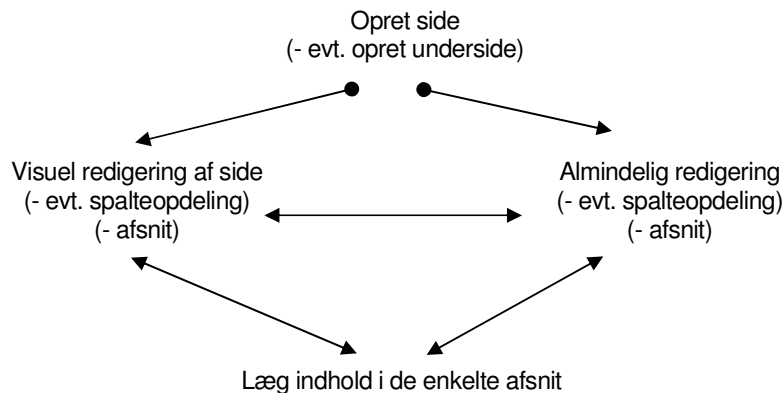 Opret side
(- evt. opret underside)
Visuel redigering af side
(- evt. spalteopdeling)
(- afsnit)
Almindelig redigering
(- evt. spalteopdeling)
(- afsnit)
Læg indhold i de enkelte afsnit